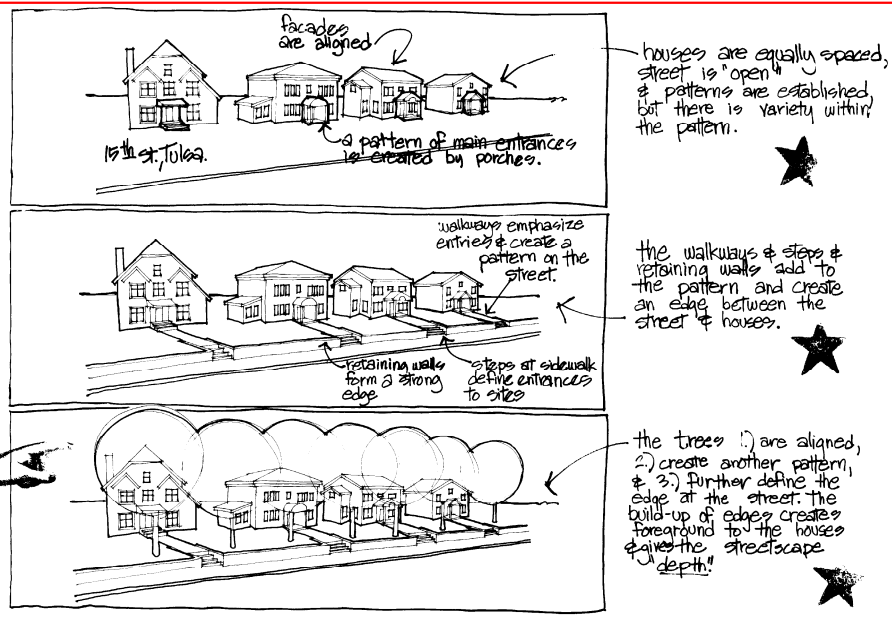 facades
are aligned
15th St., Tulsa.
a pattern of main entrances
is created by porches.
houses are equally spaced,
street is "open"
& patterns are established,
but there is variety within
the pattern.
walkways emphasize
entries & create a
pattern on the
street.
retaining walls
form a strong
edge
steps at sidewalk
define entrances
to sites
the walkways & steps &
retaining walls add to
the pattern and create
an edge between the
street & houses.
the trees 1.) are aligned,
2.) create another pattern,
& 3.) further define the
edge at the street. The
build-up of edges creates
foreground to the houses
& gives the streetscape
"depth"!